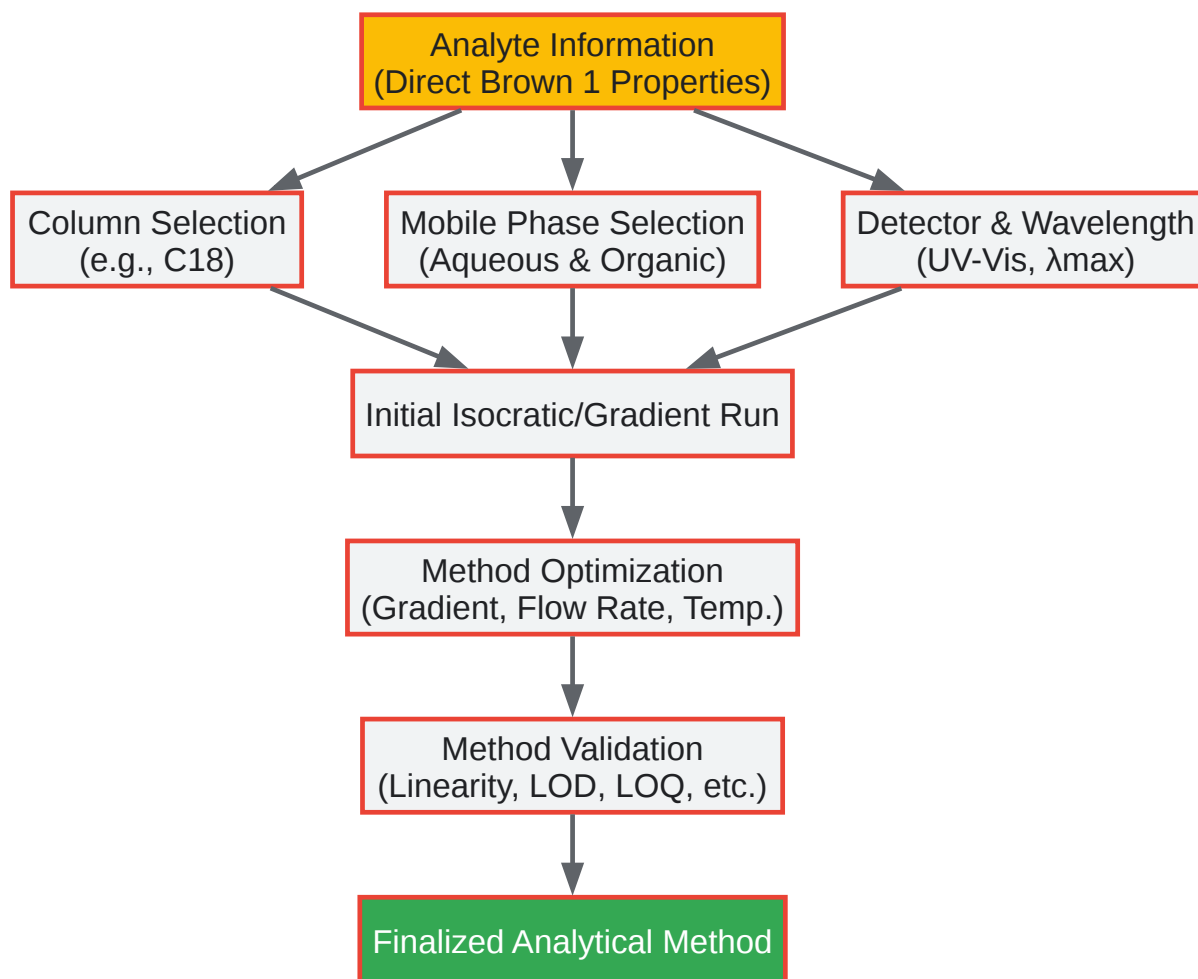 Analyte Information
(Direct Brown 1 Properties)
Column Selection
(e.g., C18)
Mobile Phase Selection
(Aqueous & Organic)
Detector & Wavelength
(UV-Vis, λmax)
Initial Isocratic/Gradient Run
Method Optimization
(Gradient, Flow Rate, Temp.)
Method Validation
(Linearity, LOD, LOQ, etc.)
Finalized Analytical Method